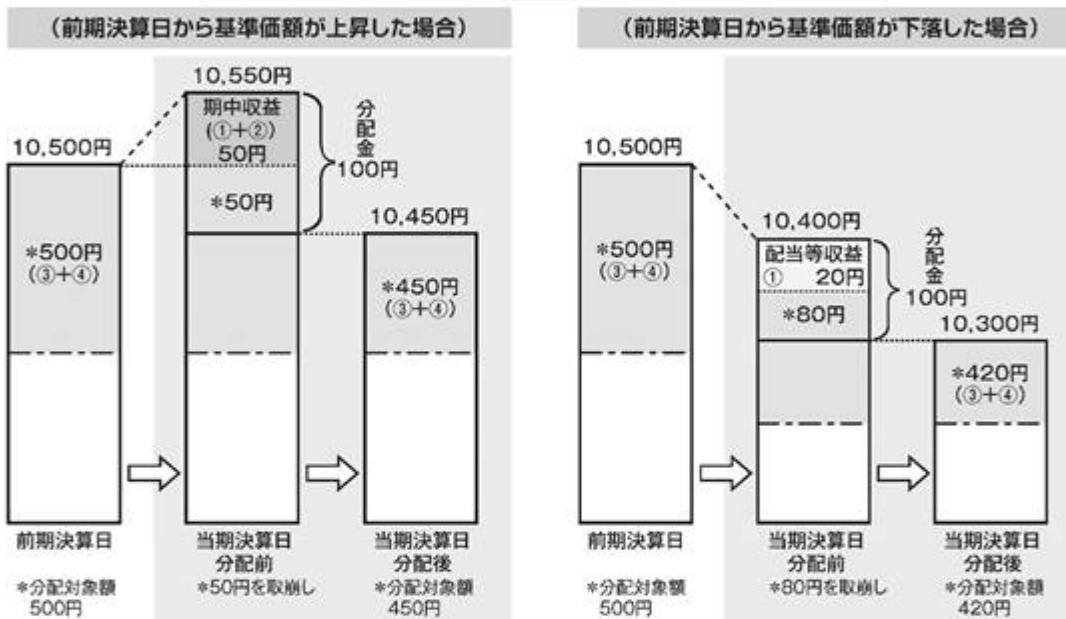 (前期決算日から基準価額が上昇した場合)
10,500円
*500円
(③+④)
前期決算日
*分配対象額
500円
10,550円
期中収益
(①+②)
50円
*50円
分配金
100円
当期決算日
分配前
*50円を取崩し
10,450円
*450円
(③+④)
当期決算日
分配後
*分配対象額
450円
(前期決算日から基準価額が下落した場合)
10,500円
*500円
(③+④)
前期決算日
*分配対象額
500円
10,400円
配当等収益
① 20円
*80円
分配金
100円
当期決算日
分配前
*80円を取崩し
10,300円
*420円
(③+④)
当期決算日
分配後
*分配対象額
420円